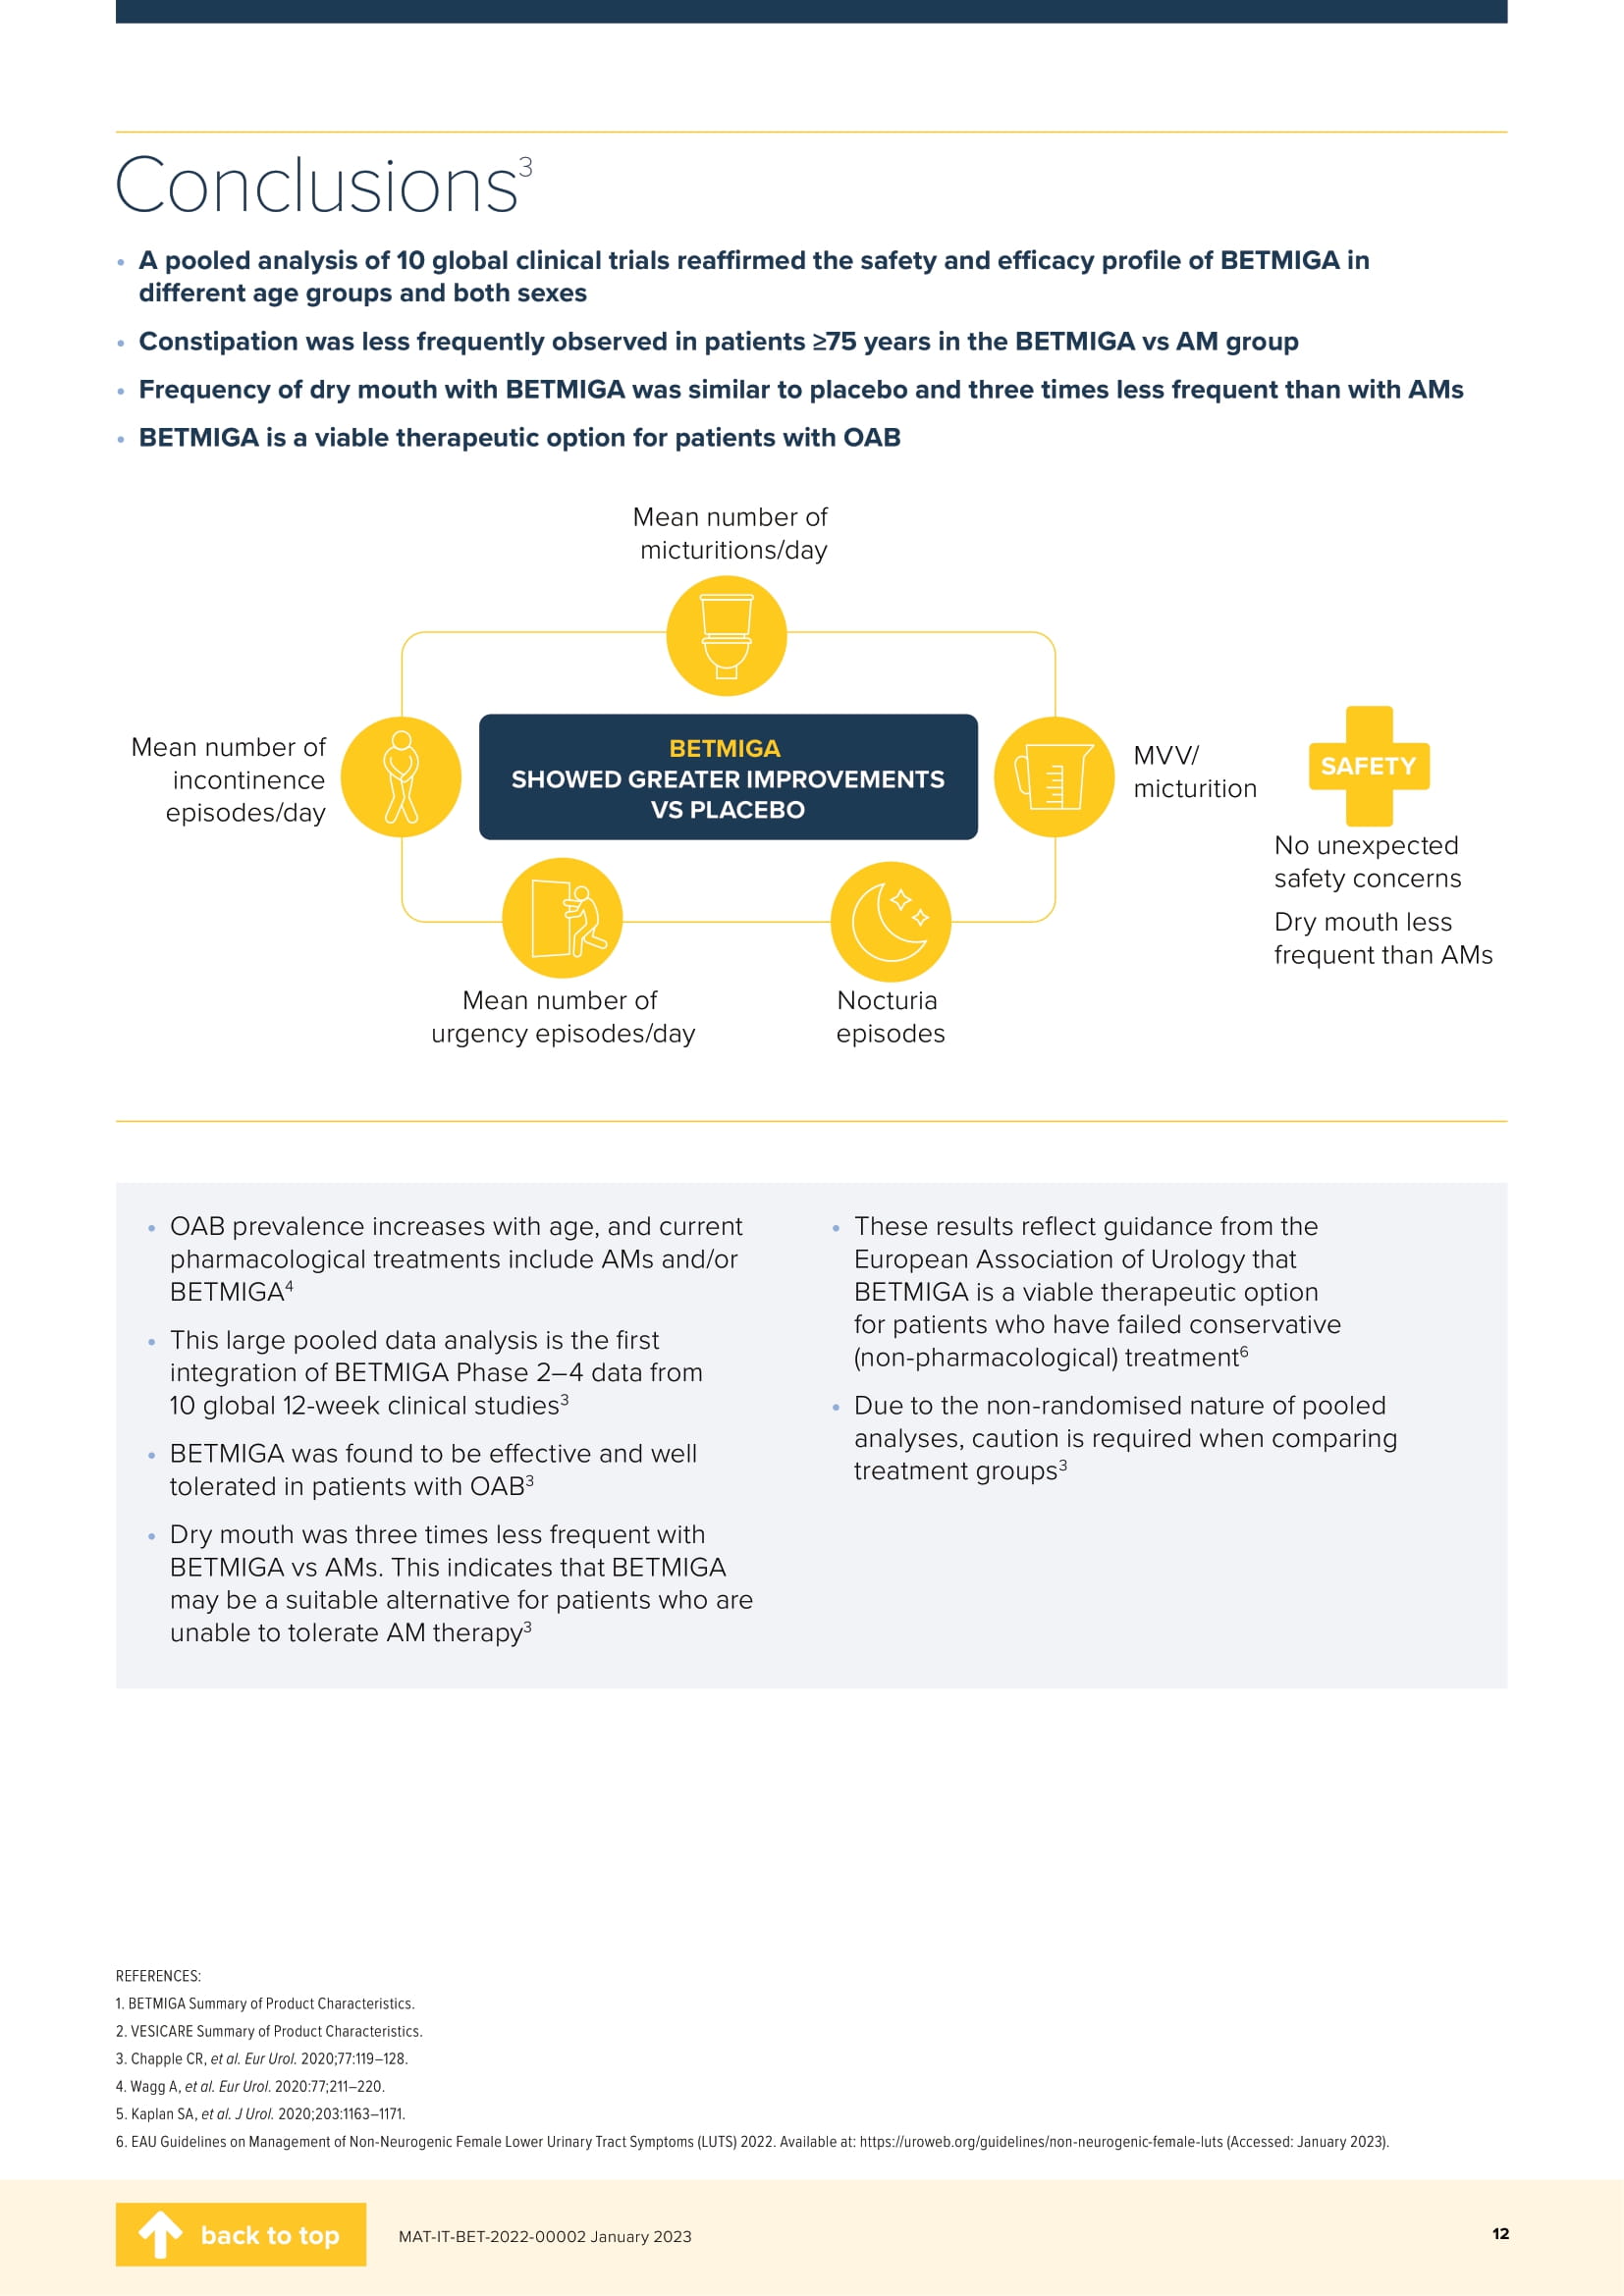 Conclusions³
• A pooled analysis of 10 global clinical trials reaffirmed the safety and efficacy profile of BETMIGA in
different age groups and both sexes
• Constipation was less frequently observed in patients ≥75 years in the BETMIGA vs AM group
• Frequency of dry mouth with BETMIGA was similar to placebo and three times less frequent than with AMs
• BETMIGA is a viable therapeutic option for patients with OAB
Mean number of
micturitions/day
Mean number of
incontinence
episodes/day
BETMIGA
SHOWED GREATER IMPROVEMENTS
VS PLACEBO
MVV/
micturition
SAFETY
No unexpected
safety concerns
Dry mouth less
frequent than AMs
Mean number of
urgency episodes/day
Nocturia
episodes
• OAB prevalence increases with age, and current
pharmacological treatments include AMs and/or
BETMIGA⁴
• This large pooled data analysis is the first
integration of BETMIGA Phase 2–4 data from
10 global 12-week clinical studies³
• BETMIGA was found to be effective and well
tolerated in patients with OAB³
• Dry mouth was three times less frequent with
BETMIGA vs AMs. This indicates that BETMIGA
may be a suitable alternative for patients who are
unable to tolerate AM therapy³
• These results reflect guidance from the
European Association of Urology that
BETMIGA is a viable therapeutic option
for patients who have failed conservative
(non-pharmacological) treatment⁶
• Due to the non-randomised nature of pooled
analyses, caution is required when comparing
treatment groups³
REFERENCES:
1. BETMIGA Summary of Product Characteristics.
2. VESICARE Summary of Product Characteristics.
3. Chapple CR, et al. Eur Urol. 2020;77:119–128.
4. Wagg A, et al. Eur Urol. 2020:77;211–220.
5. Kaplan SA, et al. J Urol. 2020;203:1163–1171.
6. EAU Guidelines on Management of Non-Neurogenic Female Lower Urinary Tract Symptoms (LUTS) 2022. Available at: https://uroweb.org/guidelines/non-neurogenic-female-luts (Accessed: January 2023).
back to top
MAT-IT-BET-2022-00002 January 2023
12